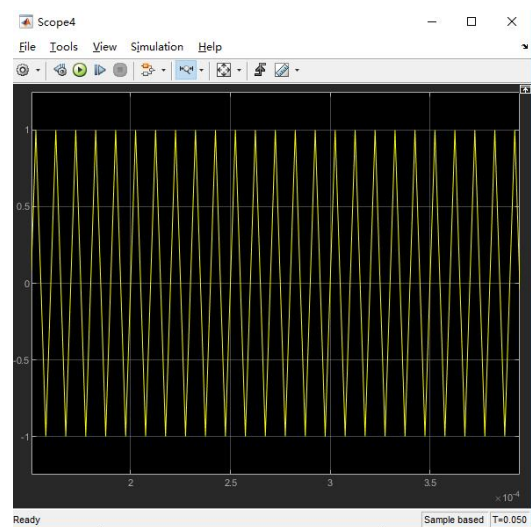 Scope4
File Tools View Simulation Help
1
0.5
0
-0.5
-1
2 2.5 3 3.5
×10⁻⁴
Ready Sample based T=0.050